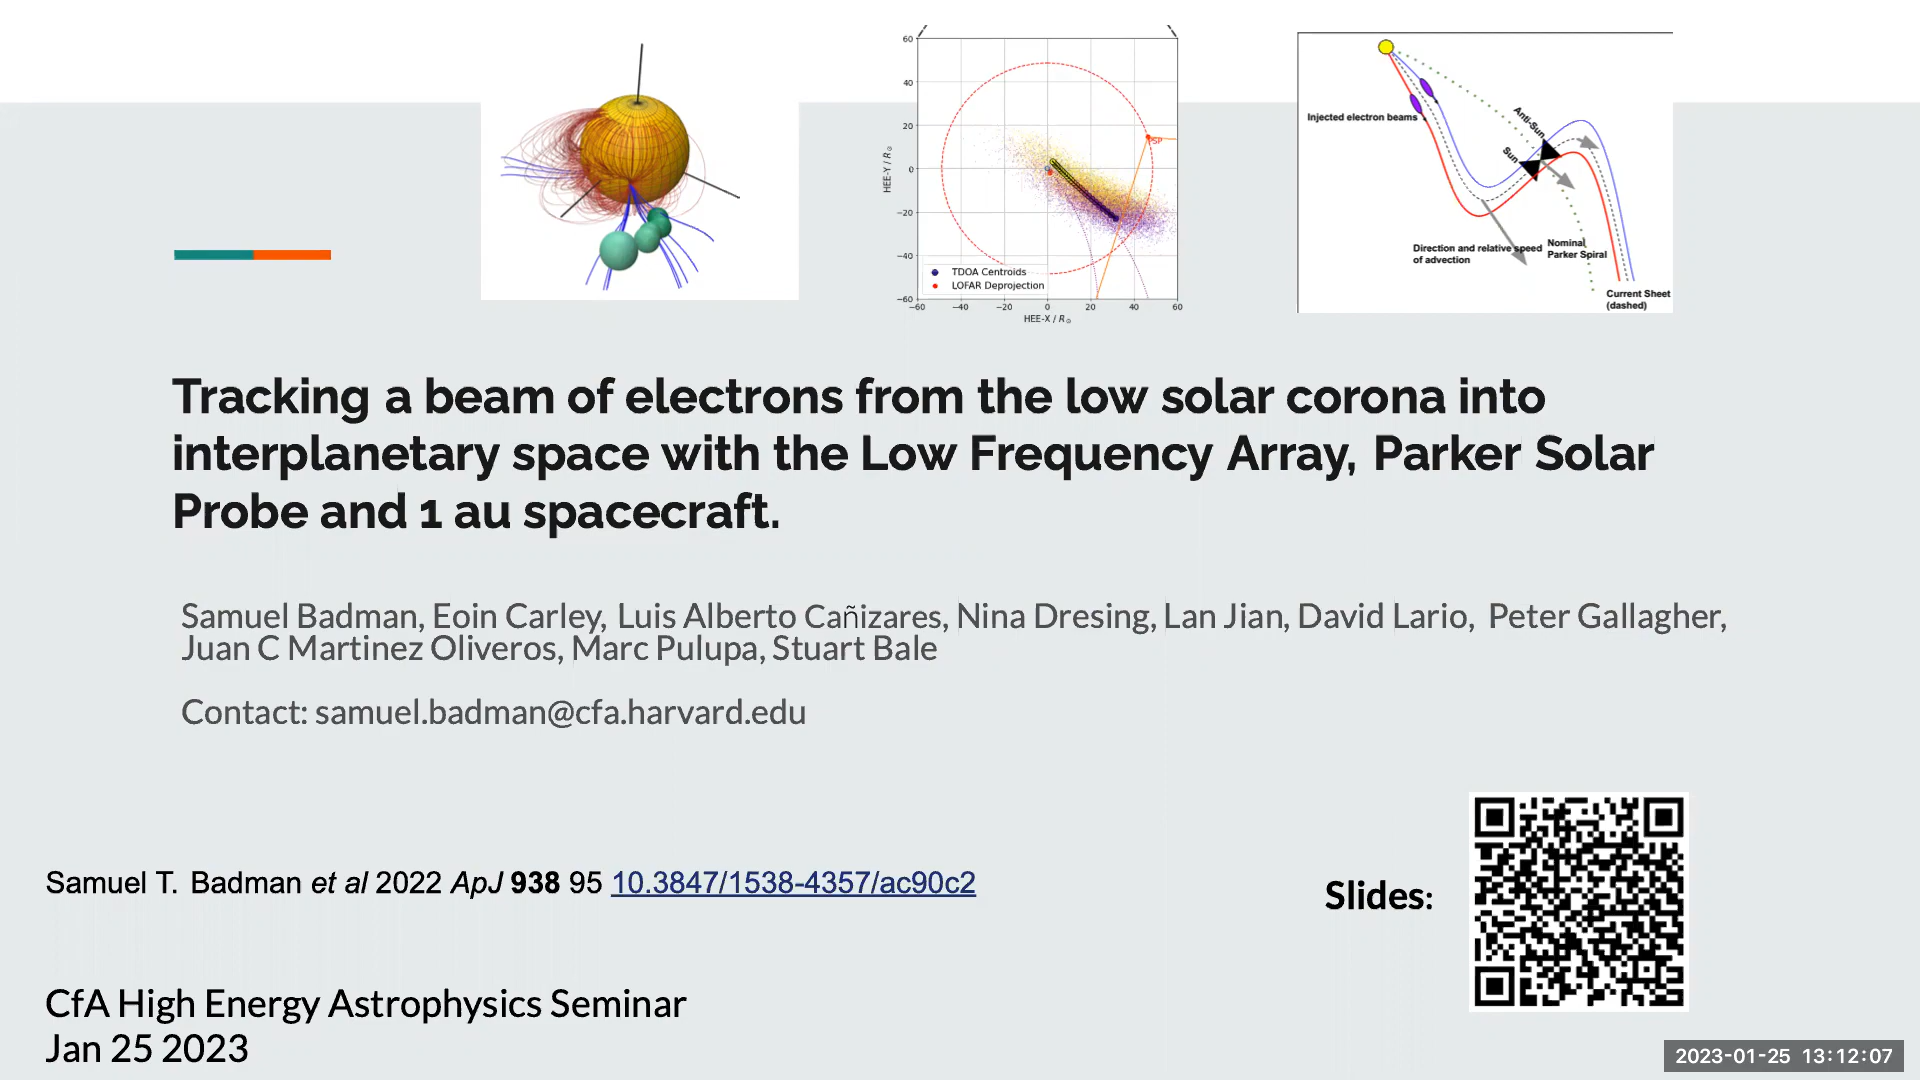 60
40
20
0
−20
−40
−60
−60 −40 −20 0 20 40 60
HEE-Y / R☉
HEE-X / R☉
PSP
TDOA Centroids
LOFAR Deprojection
Injected electron beams
Anti-Sun
Sun
Direction and relative speed
of advection
Nominal
Parker Spiral
Current Sheet
(dashed)
Tracking a beam of electrons from the low solar corona into
interplanetary space with the Low Frequency Array, Parker Solar
Probe and 1 au spacecraft.
Samuel Badman, Eoin Carley, Luis Alberto Cañizares, Nina Dresing, Lan Jian, David Lario, Peter Gallagher,
Juan C Martinez Oliveros, Marc Pulupa, Stuart Bale
Contact: samuel.badman@cfa.harvard.edu
Samuel T. Badman et al 2022 ApJ 938 95 10.3847/1538-4357/ac90c2
Slides:
CfA High Energy Astrophysics Seminar
Jan 25 2023
2023-01-25 13:12:07